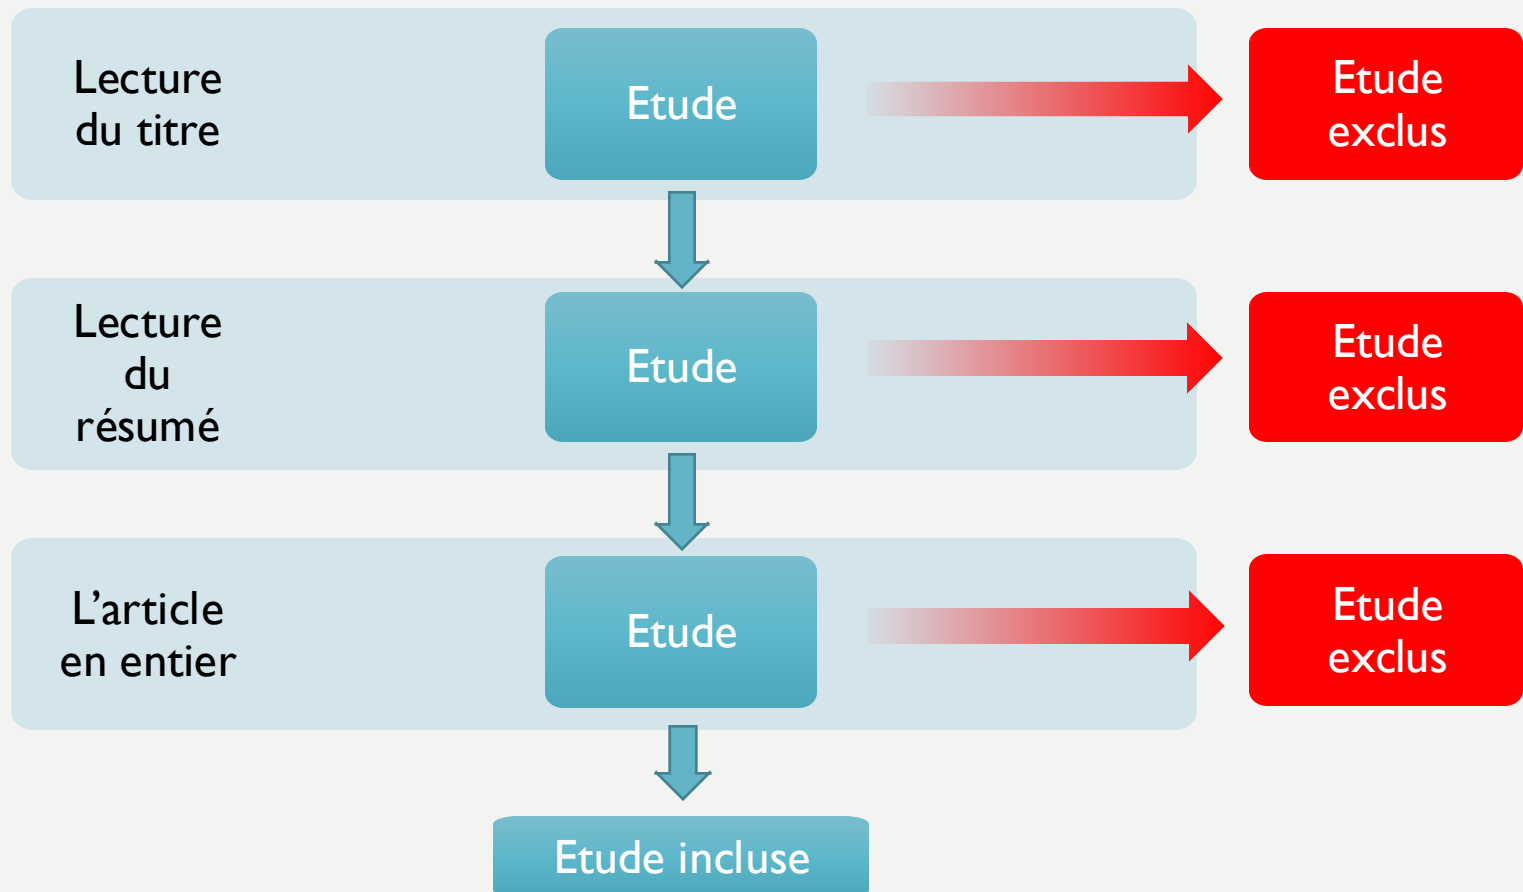 Lecture
du titre
Etude
Etude
exclus
Lecture
du
résumé
Etude
Etude
exclus
L’article
en entier
Etude
Etude
exclus
Etude incluse